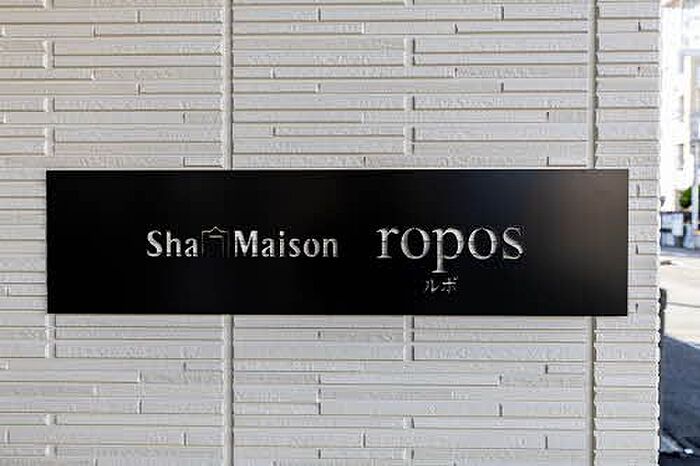 Sha Maison ropos
ルポ